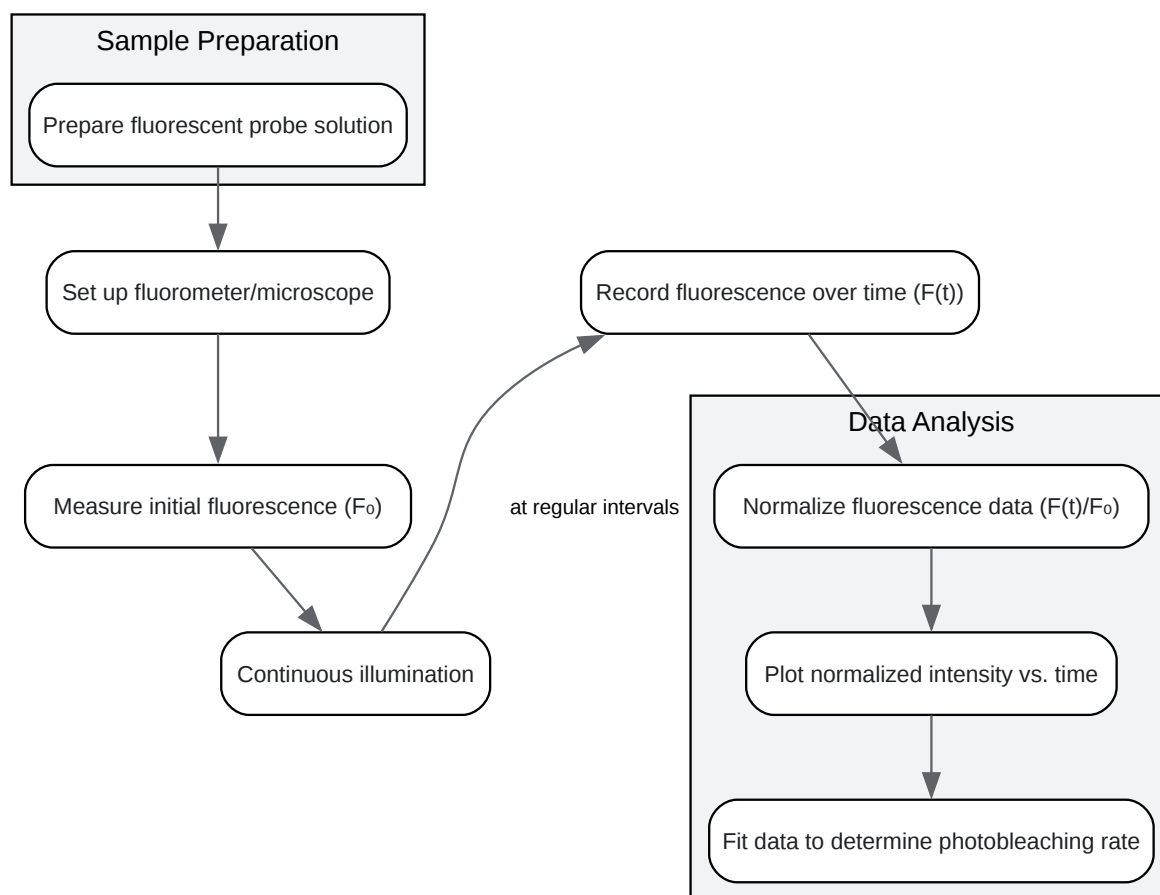 Sample Preparation
Prepare fluorescent probe solution
Set up fluorometer/microscope
Measure initial fluorescence (F₀)
Continuous illumination
at regular intervals
Record fluorescence over time (F(t))
Data Analysis
Normalize fluorescence data (F(t)/F₀)
Plot normalized intensity vs. time
Fit data to determine photobleaching rate